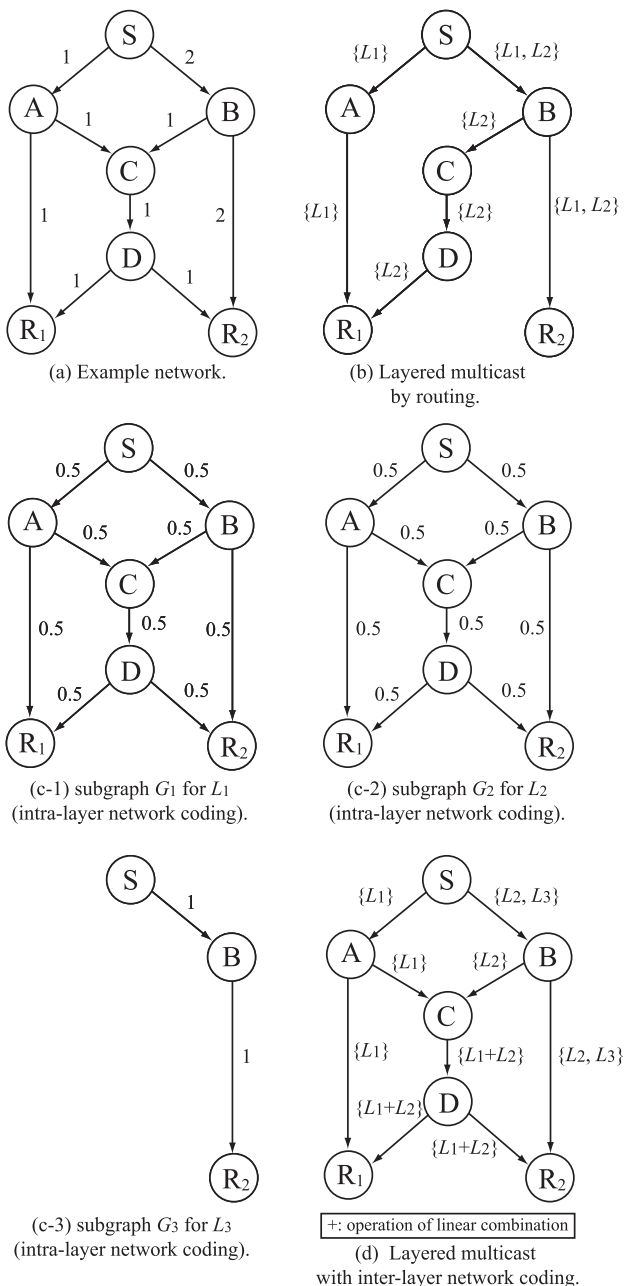 S
1
2
A
B
1
1
C
1
2
1
D
1
1
R1
R2
(a) Example network.
S
{L1}
{L1, L2}
A
B
{L2}
C
{L1}
{L2}
{L1, L2}
D
{L2}
R1
R2
(b) Layered multicast
by routing.
S
0.5
0.5
A
B
0.5
0.5
C
0.5
0.5
0.5
D
0.5
0.5
R1
R2
(c-1) subgraph G1 for L1
(intra-layer network coding).
S
0.5
0.5
A
B
0.5
0.5
C
0.5
0.5
0.5
D
0.5
0.5
R1
R2
(c-2) subgraph G2 for L2
(intra-layer network coding).
S
1
B
1
R2
(c-3) subgraph G3 for L3
(intra-layer network coding).
S
{L1}
{L2, L3}
A
B
{L1}
{L2}
C
{L1}
{L1+L2}
{L2, L3}
D
{L1+L2}
{L1+L2}
R1
R2
+: operation of linear combination
(d) Layered multicast
with inter-layer network coding.